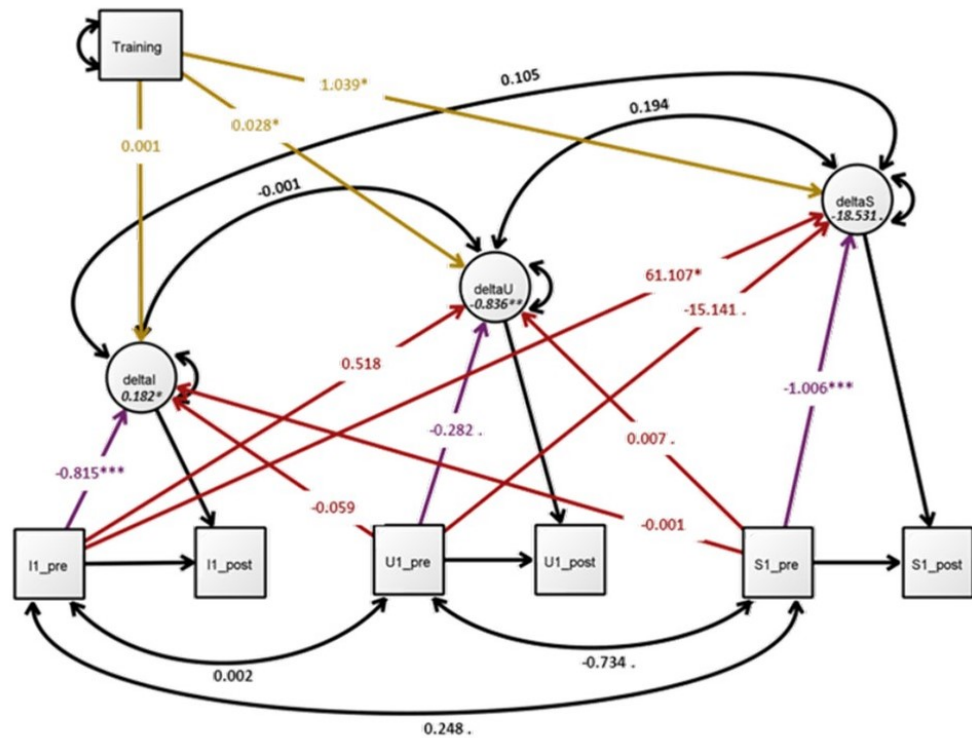 Training
1.039*
0.105
0.194
0.028*
0.001
-0.001
deltaS
-18.531 .
61.107*
deltaU
-0.836**
-15.141 .
0.518
deltaI
0.182*
-1.006***
-0.282 .
0.007 .
-0.815***
-0.059
-0.001
I1_pre
I1_post
U1_pre
U1_post
S1_pre
S1_post
0.002
-0.734 .
0.248 .